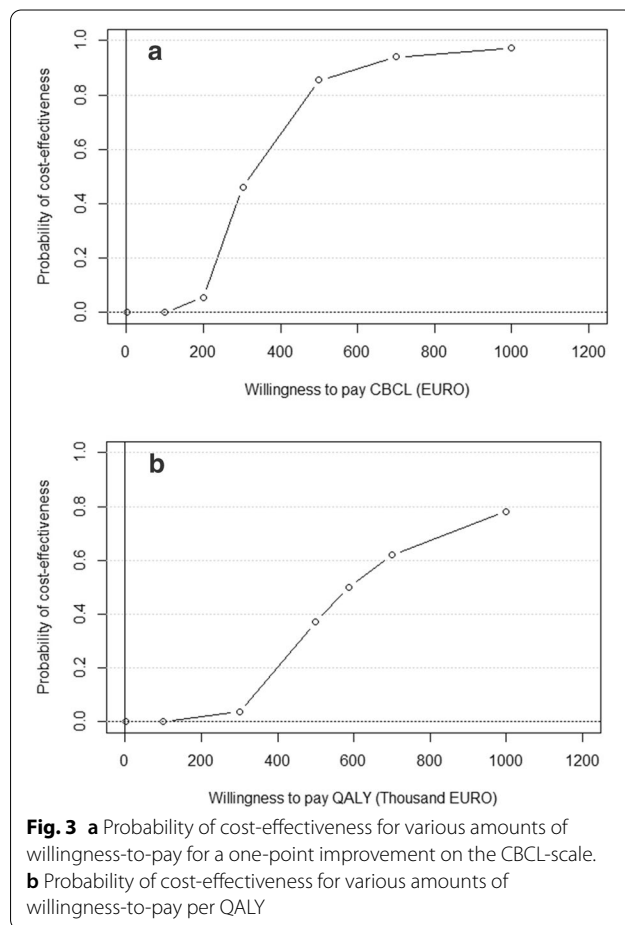 a
Probability of cost-effectiveness
1.0
0.8
0.6
0.4
0.2
0.0
0 200 400 600 800 1000 1200
Willingness to pay CBCL (EURO)
b
Probability of cost-effectiveness
1.0
0.8
0.6
0.4
0.2
0.0
0 200 400 600 800 1000 1200
Willingness to pay QALY (Thousand EURO)
Fig. 3 a Probability of cost-effectiveness for various amounts of
willingness-to-pay for a one-point improvement on the CBCL-scale.
b Probability of cost-effectiveness for various amounts of
willingness-to-pay per QALY